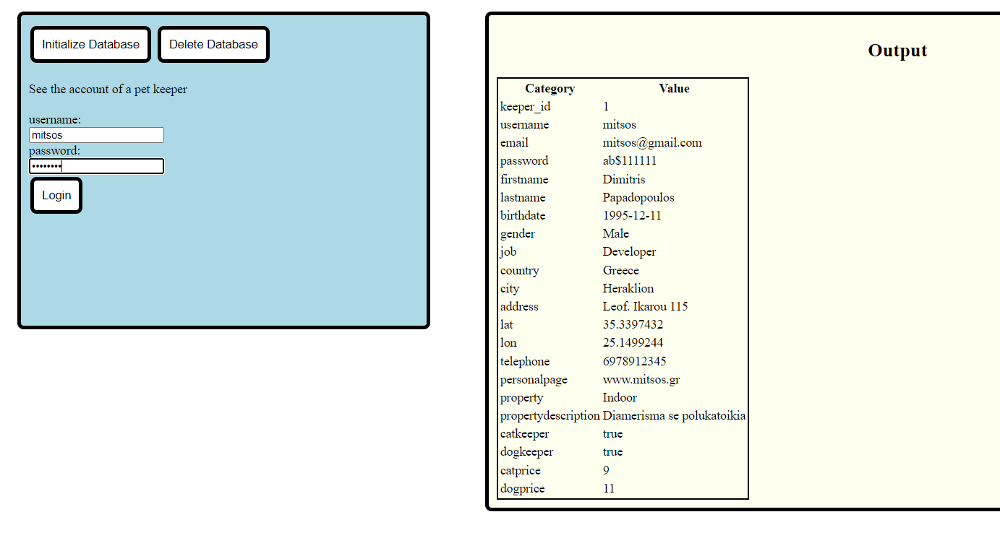 Initialize Database Delete Database
See the account of a pet keeper
username:
mitsos
password:
••••••••
Login
Output
Category Value
keeper_id 1
username mitsos
email mitsos@gmail.com
password ab$111111
firstname Dimitris
lastname Papadopoulos
birthdate 1995-12-11
gender Male
job Developer
country Greece
city Heraklion
address Leof. Ikarou 115
lat 35.3397432
lon 25.1499244
telephone 6978912345
personalpage www.mitsos.gr
property Indoor
propertydescription Diamerisma se polukatoikia
catkeeper true
dogkeeper true
catprice 9
dogprice 11